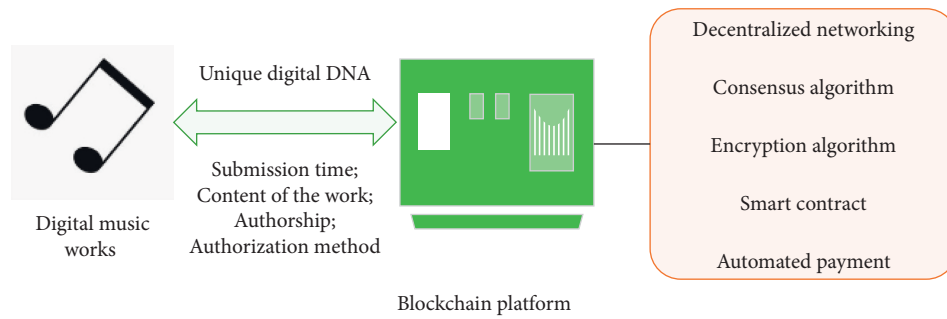 Unique digital DNA
Submission time;
Content of the work;
Authorship;
Authorization method
Digital music
works
Blockchain platform
Decentralized networking
Consensus algorithm
Encryption algorithm
Smart contract
Automated payment